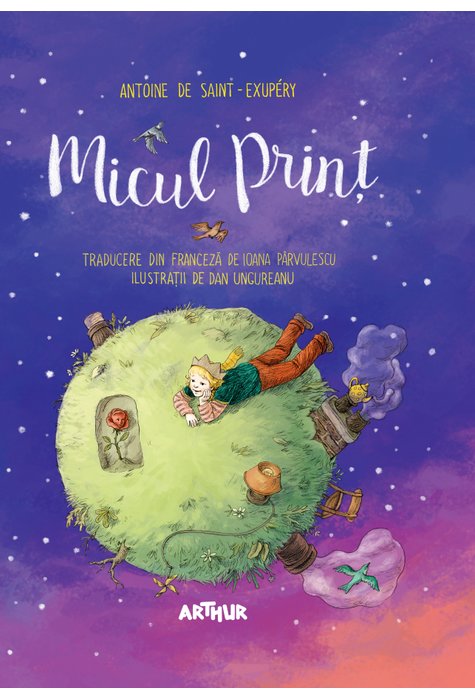 ANTOINE DE SAINT-EXUPÉRY
Micul Prinț
TRADUCERE DIN FRANCEZĂ DE IOANA PÂRVULESCU
ILUSTRAȚII DE DAN UNGUREANU
ARTHUR